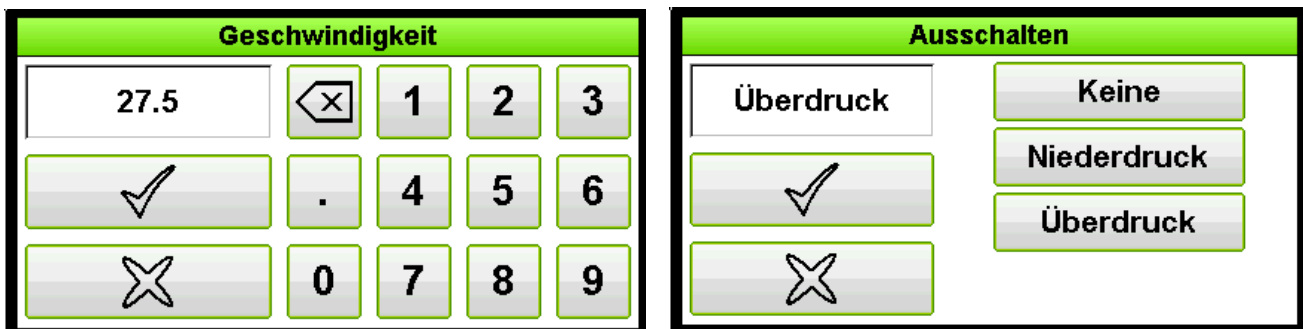 Geschwindigkeit
27.5
1 2 3
. 4 5 6
0 7 8 9
Ausschalten
Überdruck
Keine
Niederdruck
Überdruck